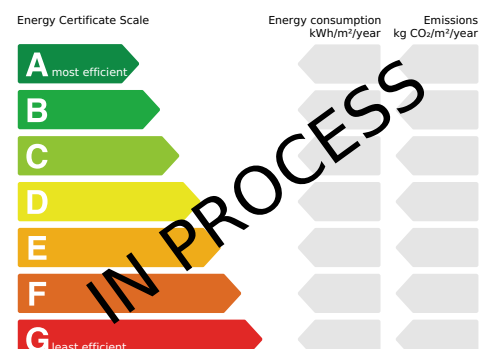 Energy Certificate Scale
Energy consumption
kWh/m²/year
Emissions
kg CO₂/m²/year
A most efficient
B
C
D
E
F
G least efficient
IN PROCESS